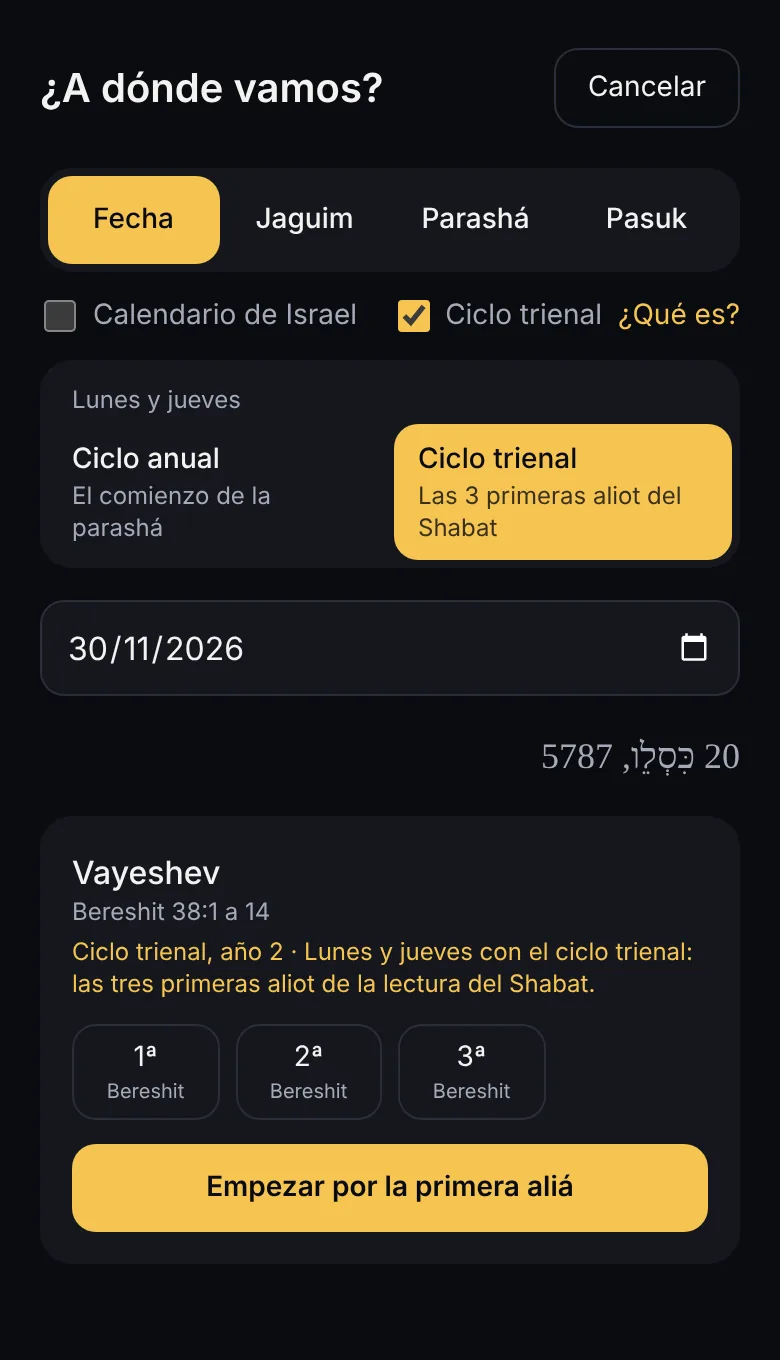 ¿A dónde vamos?
Cancelar
Fecha
Jaguim
Parashá
Pasuk
Calendario de Israel
Ciclo trienal
¿Qué es?
Lunes y jueves
Ciclo anual
El comienzo de la
parashá
Ciclo trienal
Las 3 primeras aliot del
Shabat
30/11/2026
20 כִּסְלֵו, 5787
Vayeshev
Bereshit 38:1 a 14
Ciclo trienal, año 2 · Lunes y jueves con el ciclo trienal:
las tres primeras aliot de la lectura del Shabat.
1ª
Bereshit
2ª
Bereshit
3ª
Bereshit
Empezar por la primera aliá